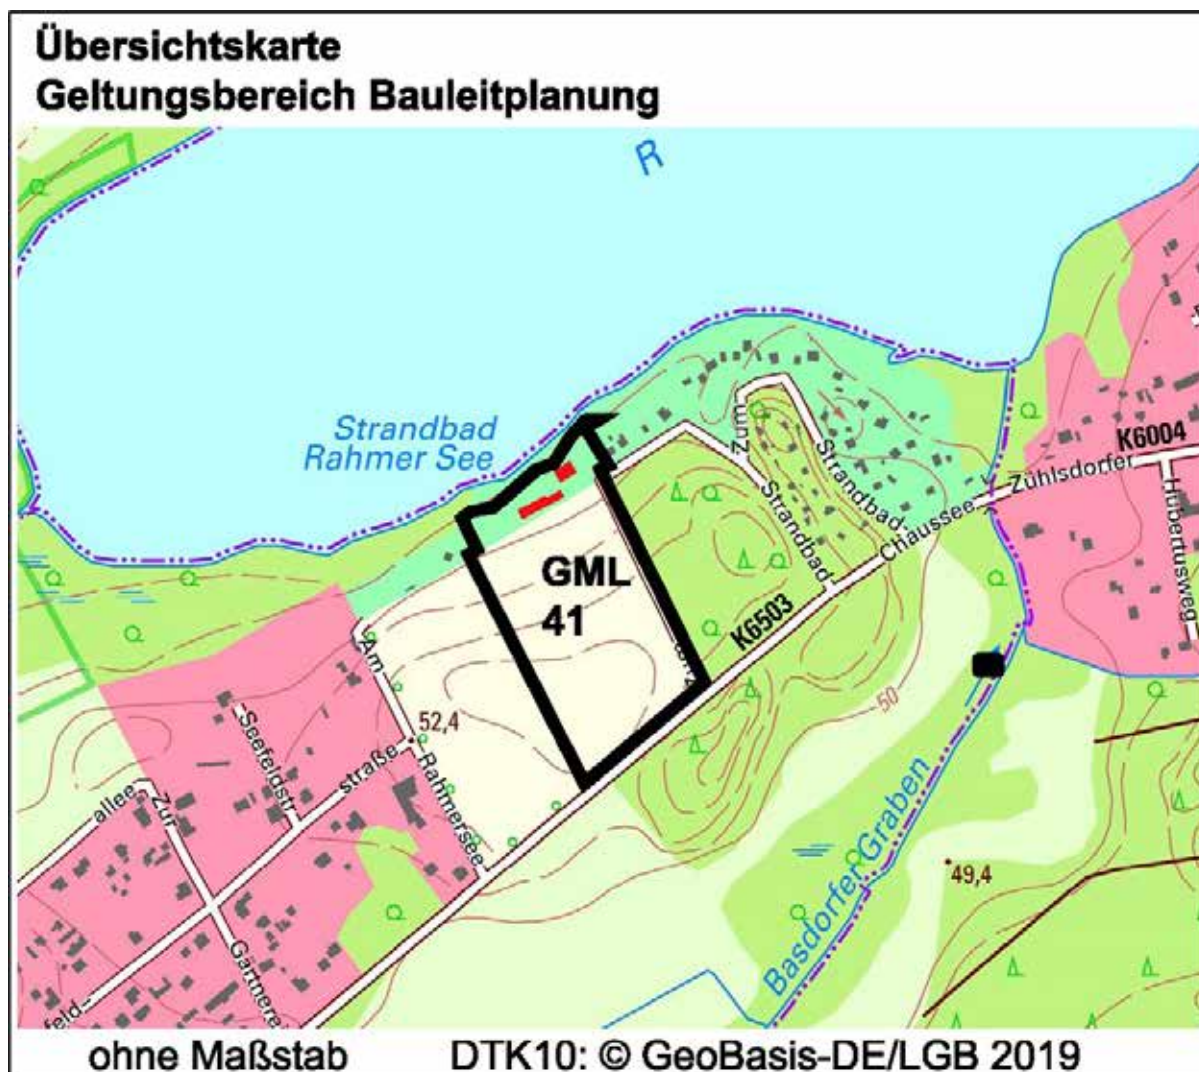 Übersichtskarte
Geltungsbereich Bauleitplanung
R
Strandbad
Rahmer See
Zum
Strandbad
Strandbad
Chaussee
Zühlsdorfer
K6004
Hubertusweg
GML
41
K6503
50
Am
Rahmersee
52,4
Seefeldstr.
straße
allee
Zur
Gärtnerei
feld-
Basdorfer Graben
49,4
ohne Maßstab
DTK10: © GeoBasis-DE/LGB 2019